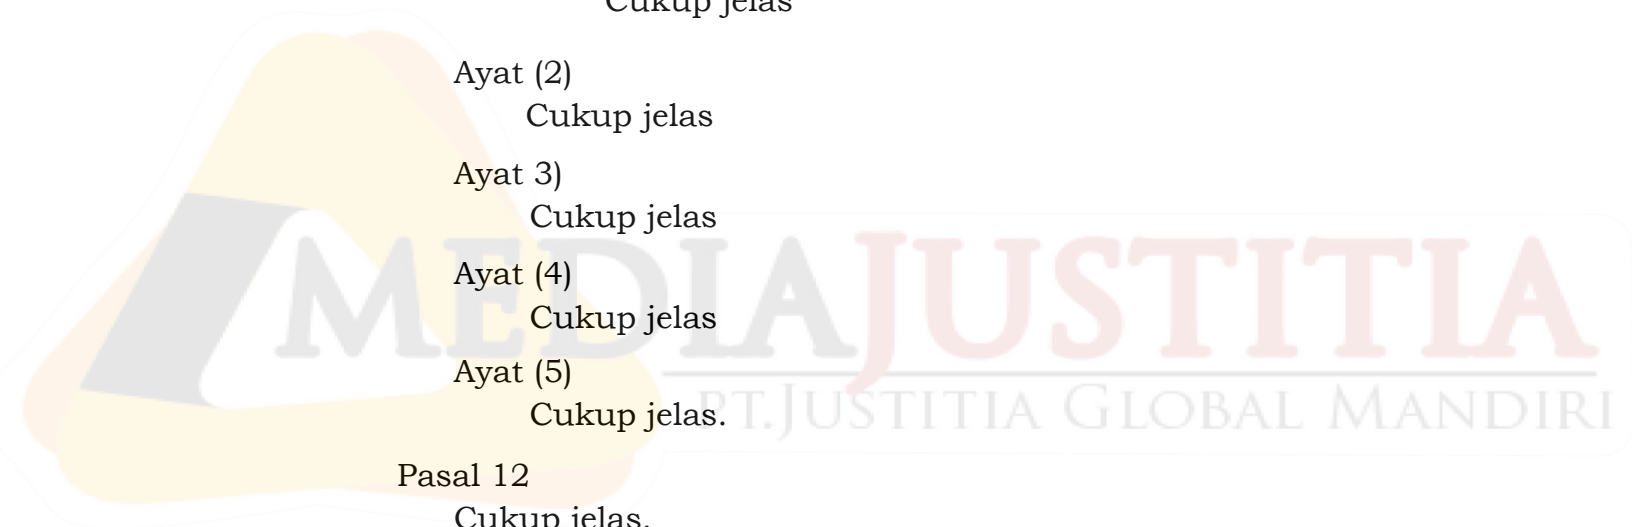 Cukup jelas
Ayat (2)
Cukup jelas
Ayat 3)
Cukup jelas
Ayat (4)
Cukup jelas
Ayat (5)
Cukup jelas.
Pasal 12
Cukup jelas.
MEDIAJUSTITIA
PT.JUSTITIA GLOBAL MANDIRI